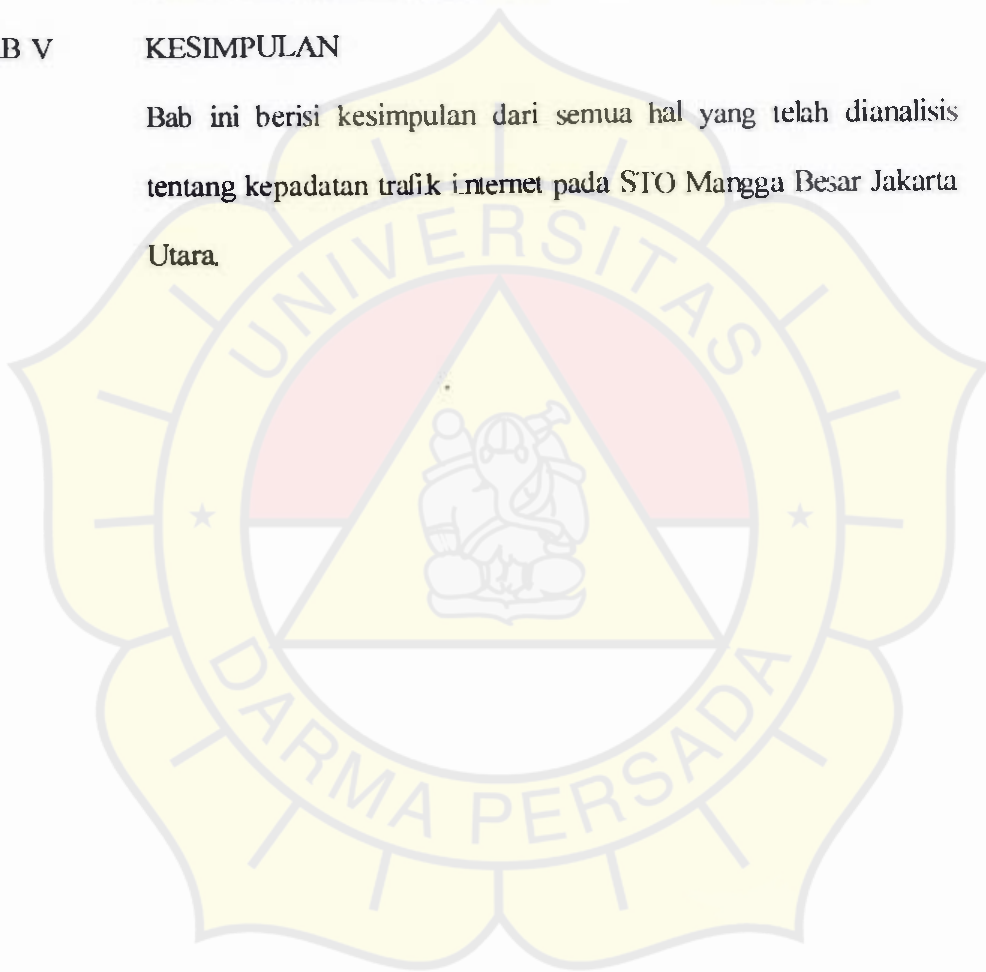 B V KESIMPULAN
Bab ini berisi kesimpulan dari semua hal yang telah dianalisis
tentang kepadatan trafik internet pada STO Mangga Besar Jakarta
Utara.
UNIVERSITAS
DARMA PERSADA